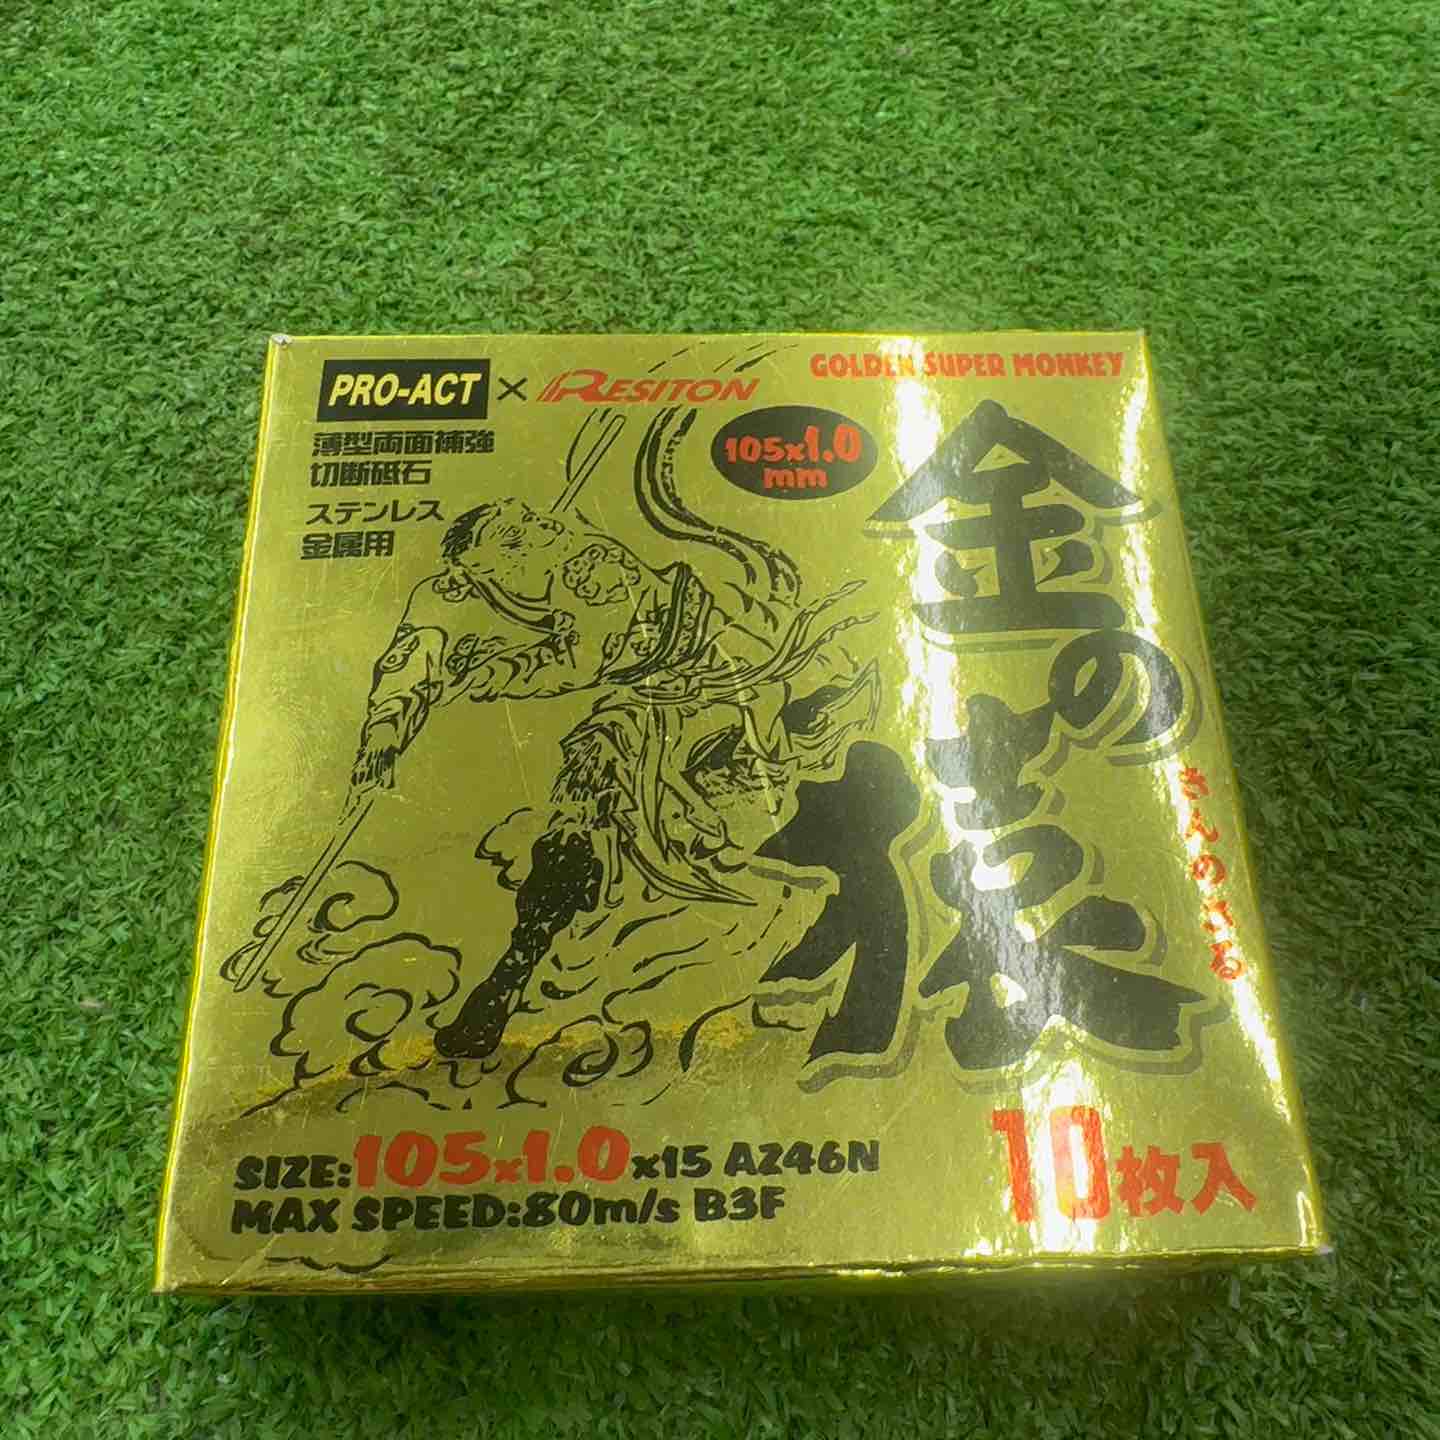 PRO-ACT × RESITON
GOLDEN SUPER MONKEY
薄型両面補強
切断砥石
ステンレス
金属用
105x1.0
mm
金の猿
きんのさる
SIZE:105x1.0x15 AZ46N
MAX SPEED:80m/s B3F
10枚入